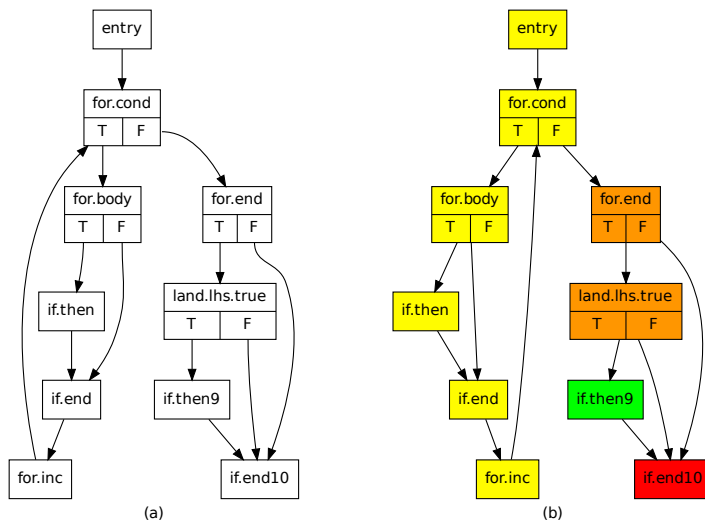 entry
for.cond
T F
for.body
T F
for.end
T F
if.then
land.lhs.true
T F
if.end
if.then9
for.inc
if.end10
(a)
entry
for.cond
T F
for.body
T F
for.end
T F
if.then
land.lhs.true
T F
if.end
if.then9
for.inc
if.end10
(b)